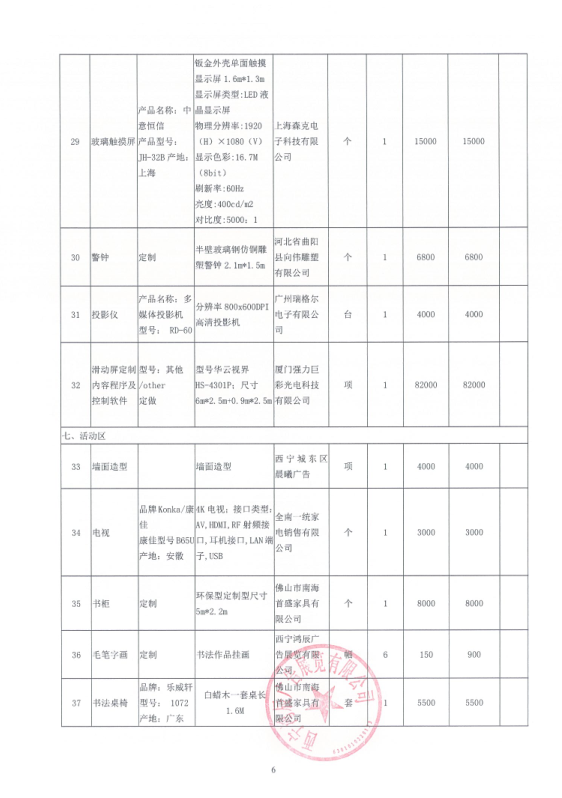 29 玻璃触摸屏 产品名称：中意恒信 产品型号：JH-32B 产地：上海 钣金外壳单面触摸显示屏 1.6m*1.3m 显示屏类型:LED 液晶显示屏 物理分辨率:1920（H）×1080（V） 显示色彩:16.7M（8bit） 刷新率:60Hz 亮度:400cd/m2 对比度:5000：1 上海森克电子科技有限公司 个 1 15000 15000
30 警钟 定制 半壁玻璃钢仿铜雕塑警钟 2.1m*1.5m 河北省曲阳县向伟雕塑有限公司 个 1 6800 6800
31 投影仪 产品名称：多媒体投影机 型号： RD-60 分辨率 800x600DPI 高清投影机 广州瑞格尔电子有限公司 台 1 4000 4000
32 滑动屏定制内容程序及控制软件 型号：其他/other 定做 型号华云视界 HS-4301P；尺寸 6m*2.5m+0.9m*2.5m 厦门强力巨彩光电科技有限公司 项 1 82000 82000
七、活动区
33 墙面造型 墙面造型 西宁城东区晨曦广告 项 1 4000 4000
34 电视 品牌 Konka/康佳 康佳型号 B65U 产地：安徽 4K 电视；接口类型：AV,HDMI,RF 射频接口,耳机接口,LAN 端子,USB 全南一统家电销售有限公司 个 1 3000 3000
35 书柜 定制 环保型定制型尺寸 5m*2.2m 佛山市南海首盛家具有限公司 个 1 8000 8000
36 毛笔字画 定制 书法作品挂画 西宁鸿辰广告展览有限公司 幅 6 150 900
37 书法桌椅 品牌：乐威轩 型号： 1072 产地：广东 白蜡木一套桌长 1.6M 佛山市南海首盛家具有限公司 套 1 5500 5500
6